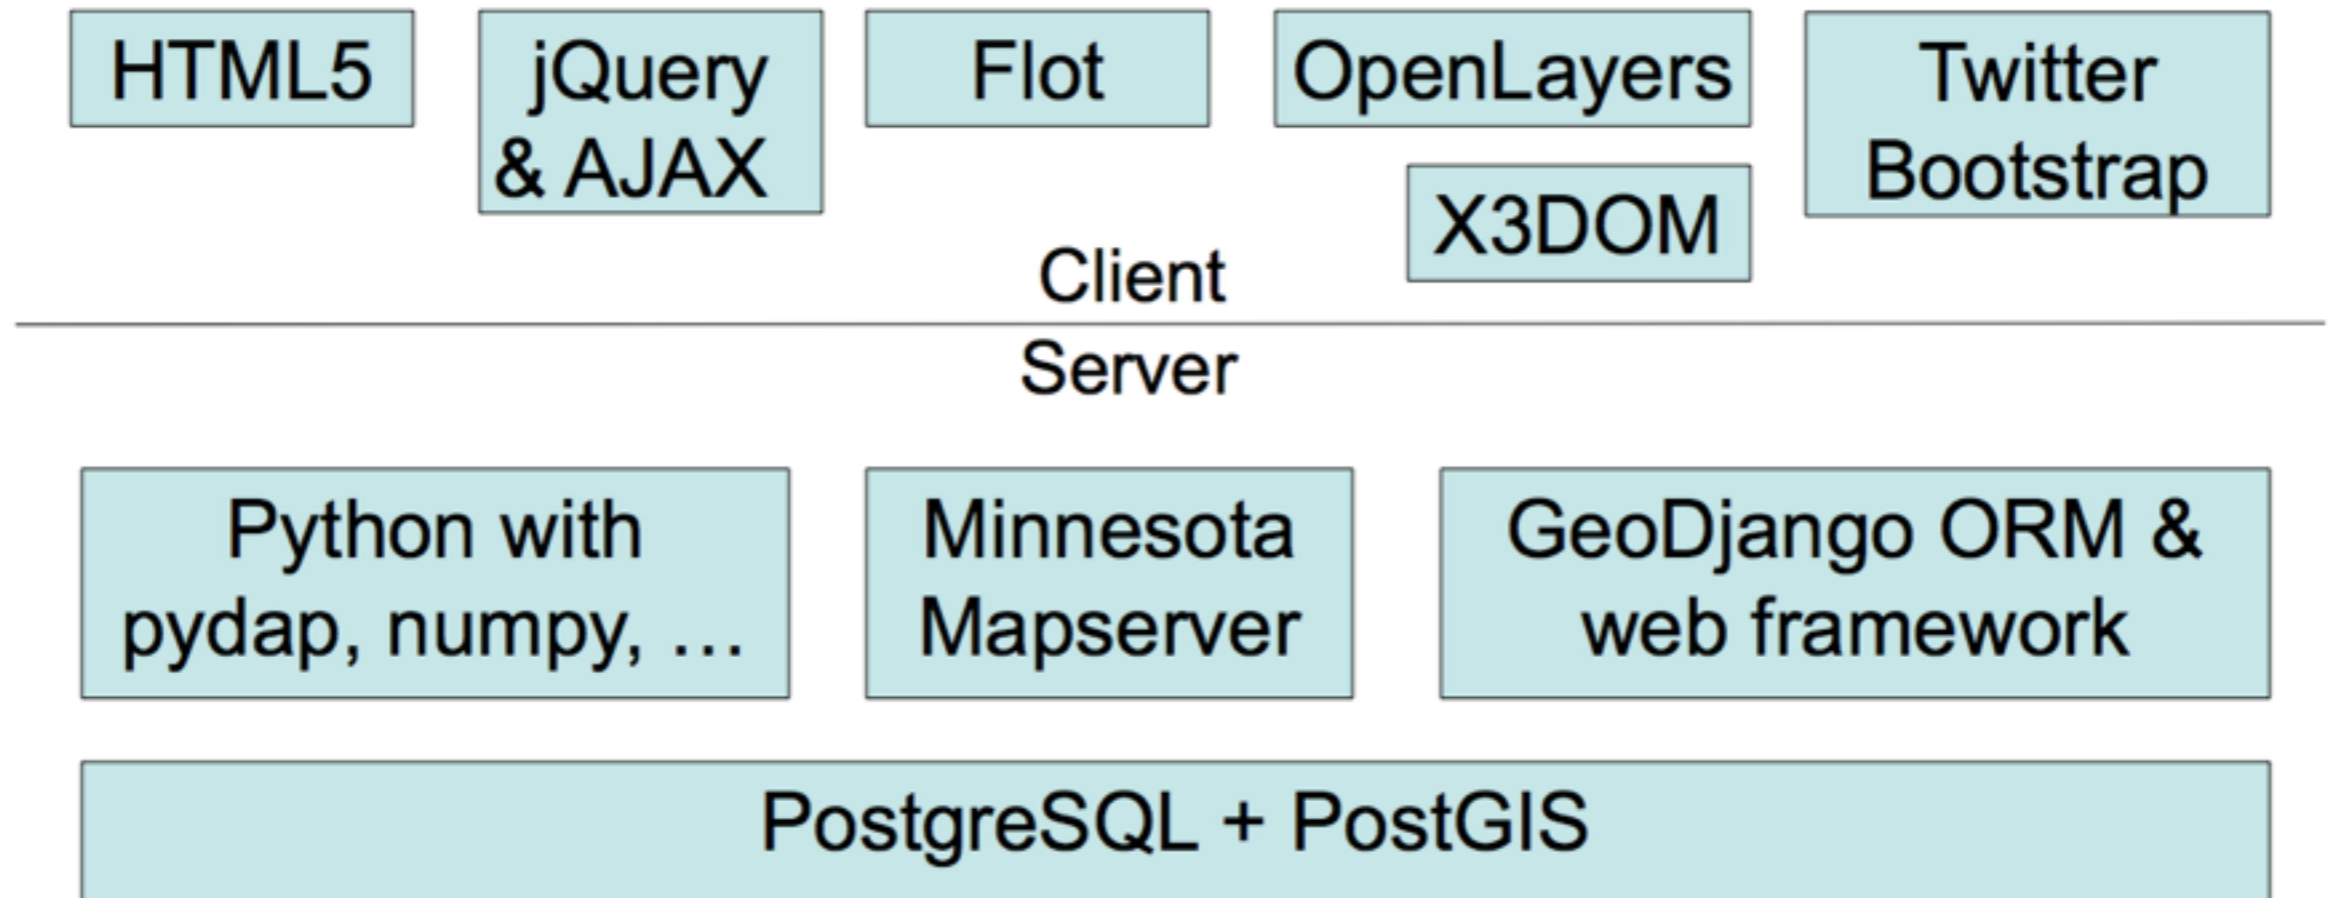 HTML5
jQuery
& AJAX
Flot
OpenLayers
X3DOM
Twitter
Bootstrap
Client
Server
Python with
pydap, numpy, …
Minnesota
Mapserver
GeoDjango ORM &
web framework
PostgreSQL + PostGIS